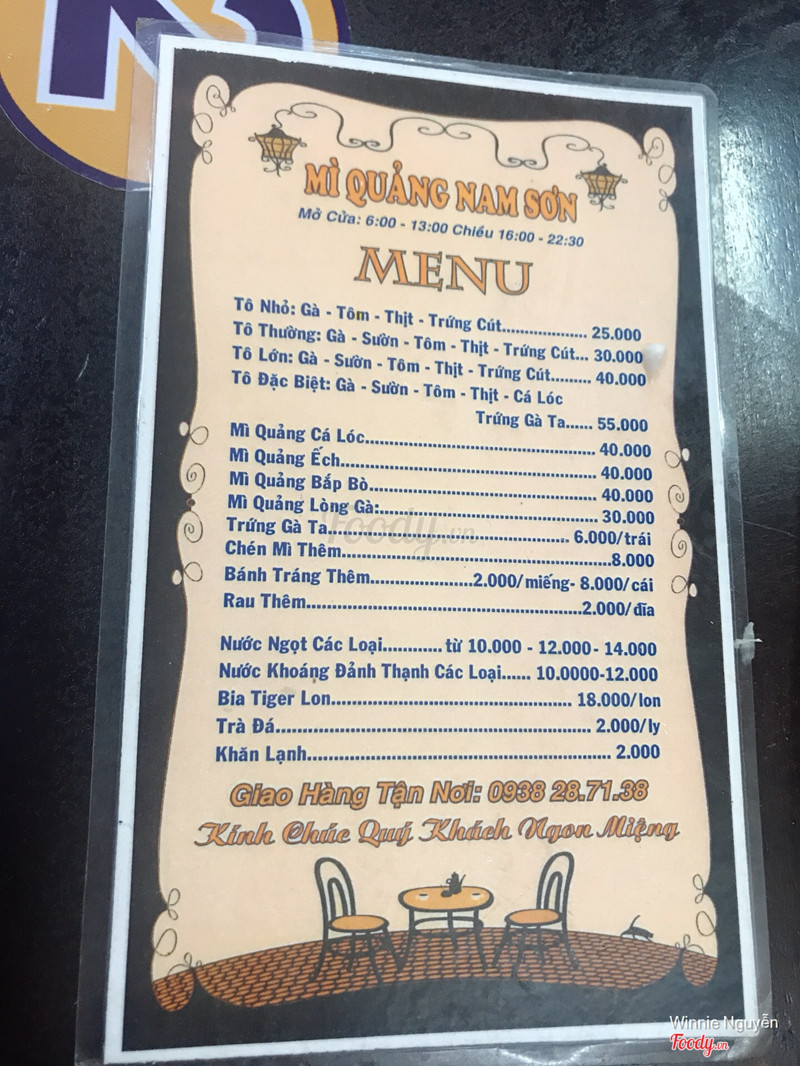 MÌ QUẢNG NAM SƠN
Mở Cửa: 6:00 - 13:00 Chiều 16:00 - 22:30
MENU
Tô Nhỏ: Gà - Tôm - Thịt - Trứng Cút.................. 25.000
Tô Thường: Gà - Sườn - Tôm - Thịt - Trứng Cút... 30.000
Tô Lớn: Gà - Sườn - Tôm - Thịt - Trứng Cút......... 40.000
Tô Đặc Biệt: Gà - Sườn - Tôm - Thịt - Cá Lóc
Trứng Gà Ta...... 55.000
Mì Quảng Cá Lóc.................................................. 40.000
Mì Quảng Ếch....................................................... 40.000
Mì Quảng Bắp Bò.................................................. 40.000
Mì Quảng Lòng Gà:................................................ 30.000
Trứng Gà Ta.................................................... 6.000/trái
Chén Mì Thêm..........................................................8.000
Bánh Tráng Thêm......................2.000/miếng- 8.000/cái
Rau Thêm...........................................................2.000/đĩa
Nước Ngọt Các Loại............. từ 10.000 - 12.000- 14.000
Nước Khoáng Đảnh Thạnh Các Loại...... 10.0000-12.000
Bia Tiger Lon.................................................... 18.000/lon
Trà Đá.................................................................... 2.000/ly
Khăn Lạnh................................................................ 2.000
Giao Hàng Tận Nơi: 0938 28.71.38
Kính Chúc Quý Khách Ngon Miệng
Foody.vn
Winnie Nguyễn
Foody.vn